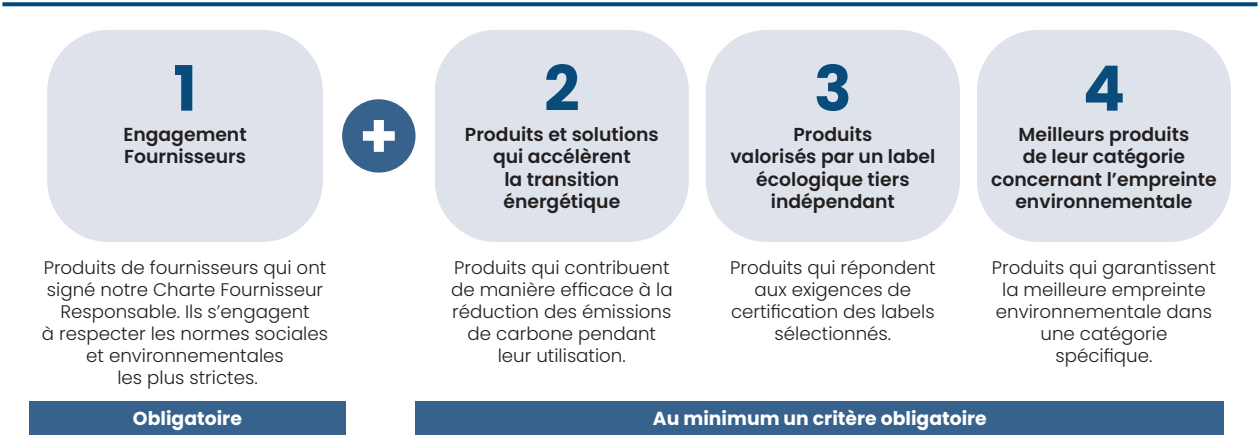 1
Engagement
Fournisseurs
Produits de fournisseurs qui ont
signé notre Charte Fournisseur
Responsable. Ils s’engagent
à respecter les normes sociales
et environnementales
les plus strictes.
Obligatoire
+
2
Produits et solutions
qui accélèrent
la transition
énergétique
Produits qui contribuent
de manière efficace à la
réduction des émissions
de carbone pendant
leur utilisation.
3
Produits
valorisés par un label
écologique tiers
indépendant
Produits qui répondent
aux exigences de
certification des labels
sélectionnés.
4
Meilleurs produits
de leur catégorie
concernant l’empreinte
environnementale
Produits qui garantissent
la meilleure empreinte
environnementale dans
une catégorie
spécifique.
Au minimum un critère obligatoire